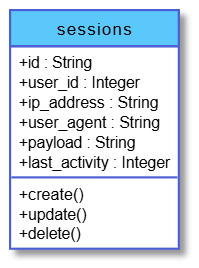 sessions
+id : String
+user_id : Integer
+ip_address : String
+user_agent : String
+payload : String
+last_activity : Integer
+create()
+update()
+delete()